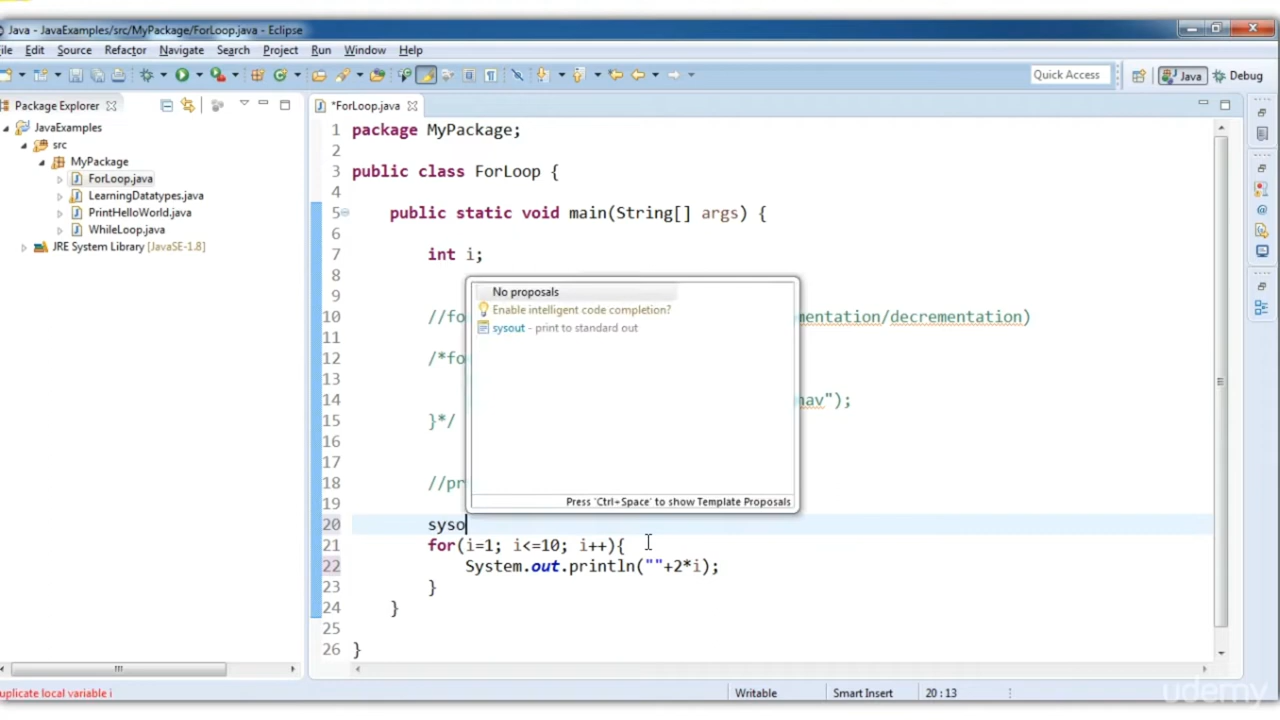 Java - JavaExamples/src/MyPackage/ForLoop.java - Eclipse
ile Edit Source Refactor Navigate Search Project Run Window Help
Quick Access Java Debug
Package Explorer
JavaExamples
src
MyPackage
ForLoop.java
LearningDatatypes.java
PrintHelloWorld.java
WhileLoop.java
JRE System Library [JavaSE-1.8]
*ForLoop.java
1 package MyPackage;
2
3 public class ForLoop {
4
5 public static void main(String[] args) {
6
7 int i;
8
9
10 //fo mentation/decrementation)
11
12 /*fo
13
14 nav");
15 }*/
16
17
18 //pr
19
20 syso
21 for(i=1; i<=10; i++){
22 System.out.println(""+2*i);
23 }
24 }
25
26 }
No proposals
Enable intelligent code completion?
sysout - print to standard out
Press 'Ctrl+Space' to show Template Proposals
uplicate local variable i
Writable Smart Insert 20 : 13
udemy